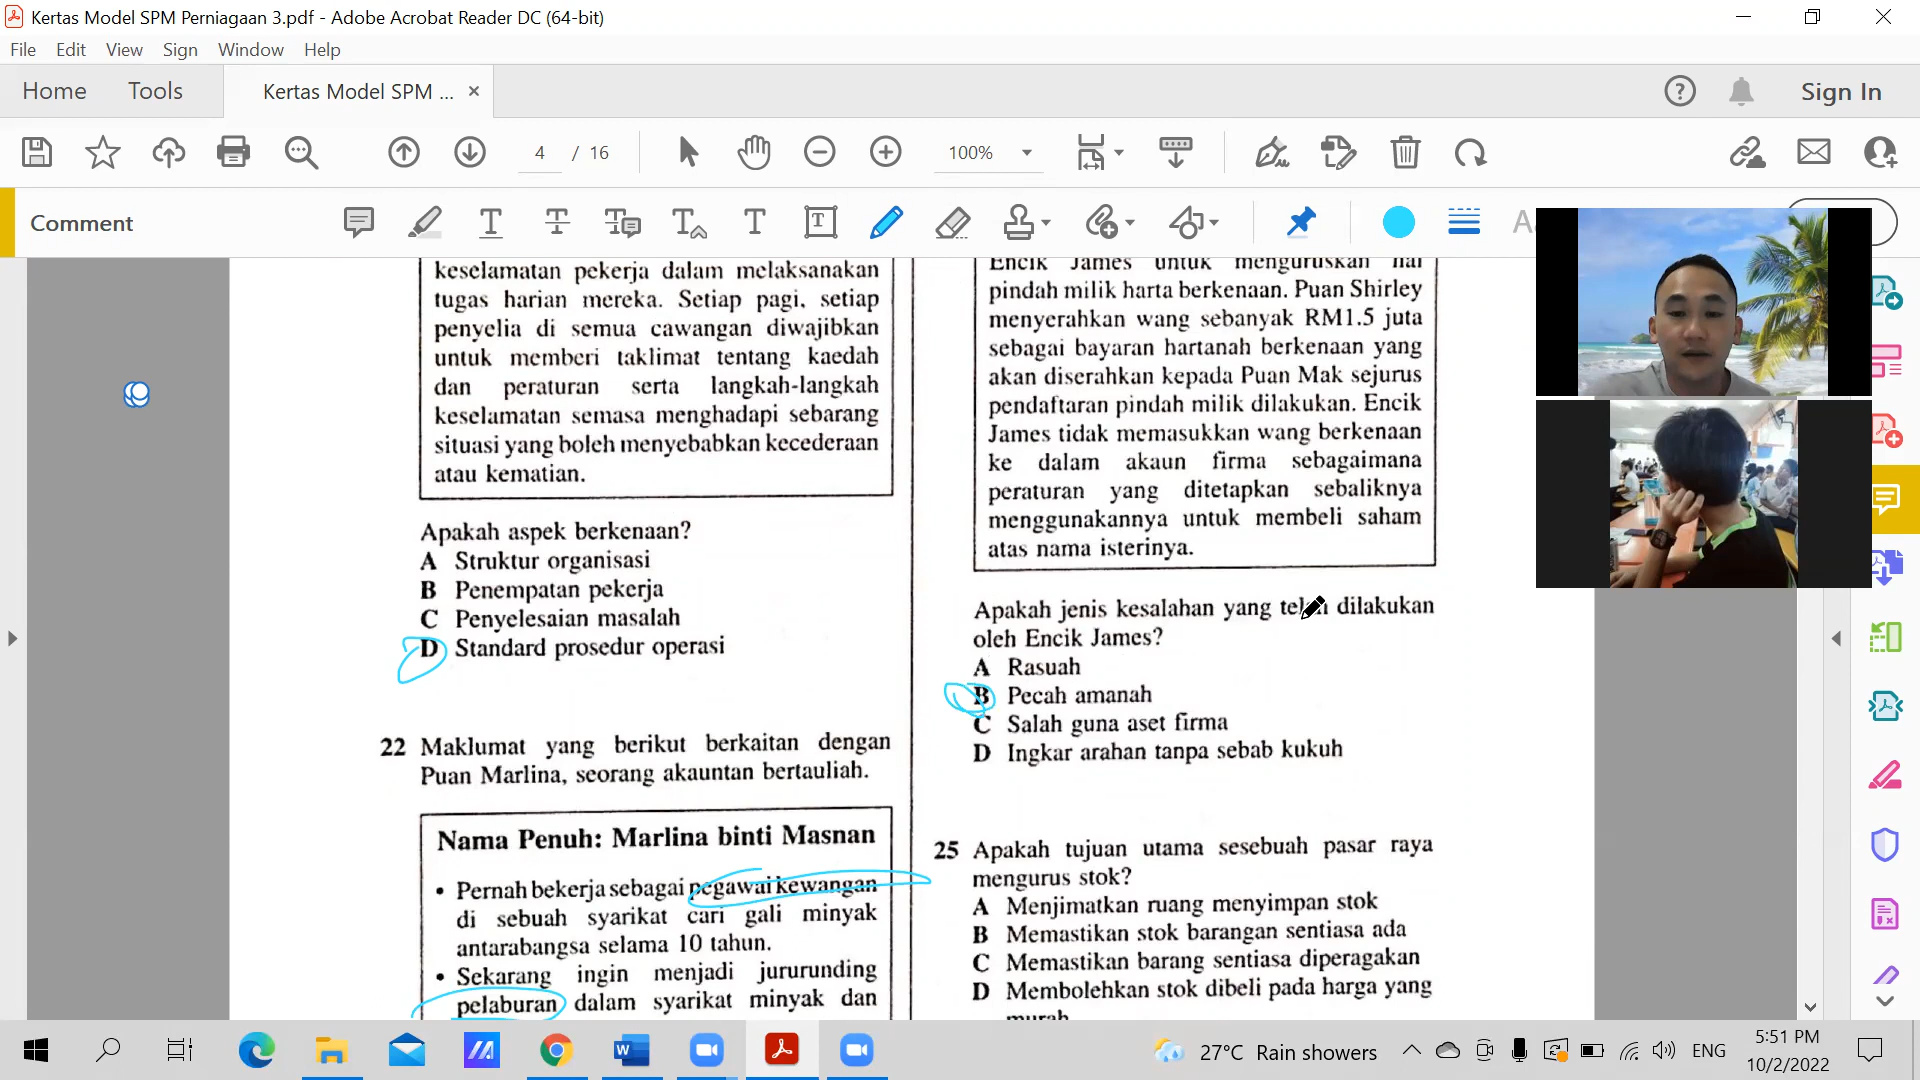 Kertas Model SPM Perniagaan 3.pdf - Adobe Acrobat Reader DC (64-bit)
File Edit View Sign Window Help
Home Tools Kertas Model SPM ... × Sign In
4 / 16 100%
Comment
keselamatan pekerja dalam melaksanakan
tugas harian mereka. Setiap pagi, setiap
penyelia di semua cawangan diwajibkan
untuk memberi taklimat tentang kaedah
dan peraturan serta langkah-langkah
keselamatan semasa menghadapi sebarang
situasi yang boleh menyebabkan kecederaan
atau kematian.
Apakah aspek berkenaan?
A Struktur organisasi
B Penempatan pekerja
C Penyelesaian masalah
D Standard prosedur operasi
22 Maklumat yang berikut berkaitan dengan
Puan Marlina, seorang akauntan bertauliah.
Nama Penuh: Marlina binti Masnan
• Pernah bekerja sebagai pegawai kewangan
di sebuah syarikat cari gali minyak
antarabangsa selama 10 tahun.
• Sekarang ingin menjadi jururunding
pelaburan dalam syarikat minyak dan
Encik James untuk menguruskan hal
pindah milik harta berkenaan. Puan Shirley
menyerahkan wang sebanyak RM1.5 juta
sebagai bayaran hartanah berkenaan yang
akan diserahkan kepada Puan Mak sejurus
pendaftaran pindah milik dilakukan. Encik
James tidak memasukkan wang berkenaan
ke dalam akaun firma sebagaimana
peraturan yang ditetapkan sebaliknya
menggunakannya untuk membeli saham
atas nama isterinya.
Apakah jenis kesalahan yang telah dilakukan
oleh Encik James?
A Rasuah
B Pecah amanah
C Salah guna aset firma
D Ingkar arahan tanpa sebab kukuh
25 Apakah tujuan utama sesebuah pasar raya
mengurus stok?
A Menjimatkan ruang menyimpan stok
B Memastikan stok barangan sentiasa ada
C Memastikan barang sentiasa diperagakan
D Membolehkan stok dibeli pada harga yang
murah
27°C Rain showers ENG 5:51 PM
10/2/2022